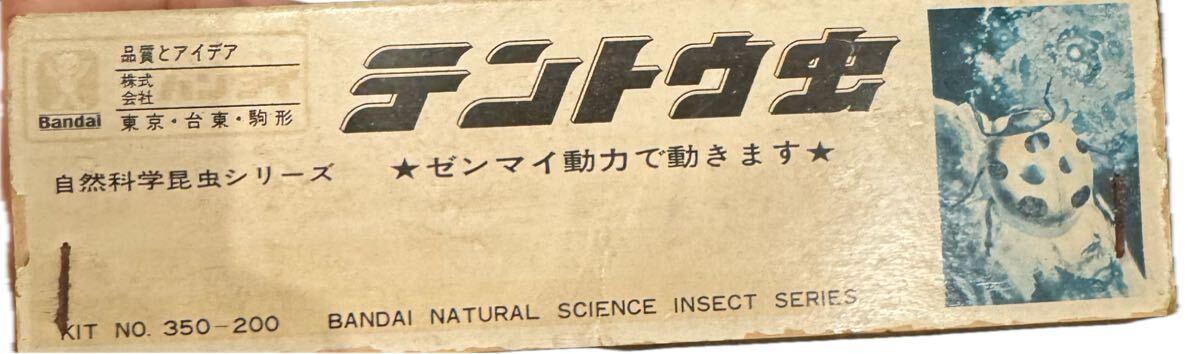 品質とアイデア
株式
会社
Bandai
東京・台東・駒形
テントウ虫
自然科学昆虫シリーズ
★ゼンマイ動力で動きます★
KIT NO. 350-200
BANDAI NATURAL SCIENCE INSECT SERIES